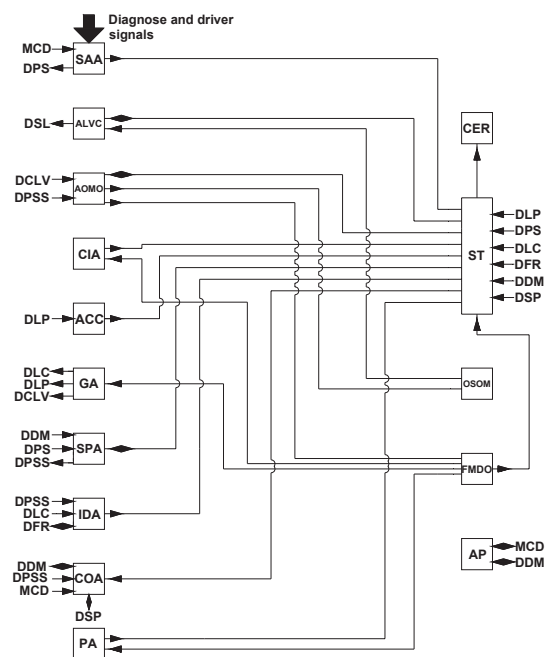 Diagnose and driver
signals
MCD
DPS
SAA
DSL
ALVC
CER
DCLV
DPSS
AOMO
DLP
DPS
DLC
DFR
DDM
DSP
ST
CIA
DLP
ACC
DLC
DLP
DCLV
GA
OSOM
DDM
DPS
DPSS
SPA
FMDO
DPSS
DLC
DFR
IDA
AP
MCD
DDM
DDM
DPSS
MCD
COA
DSP
PA